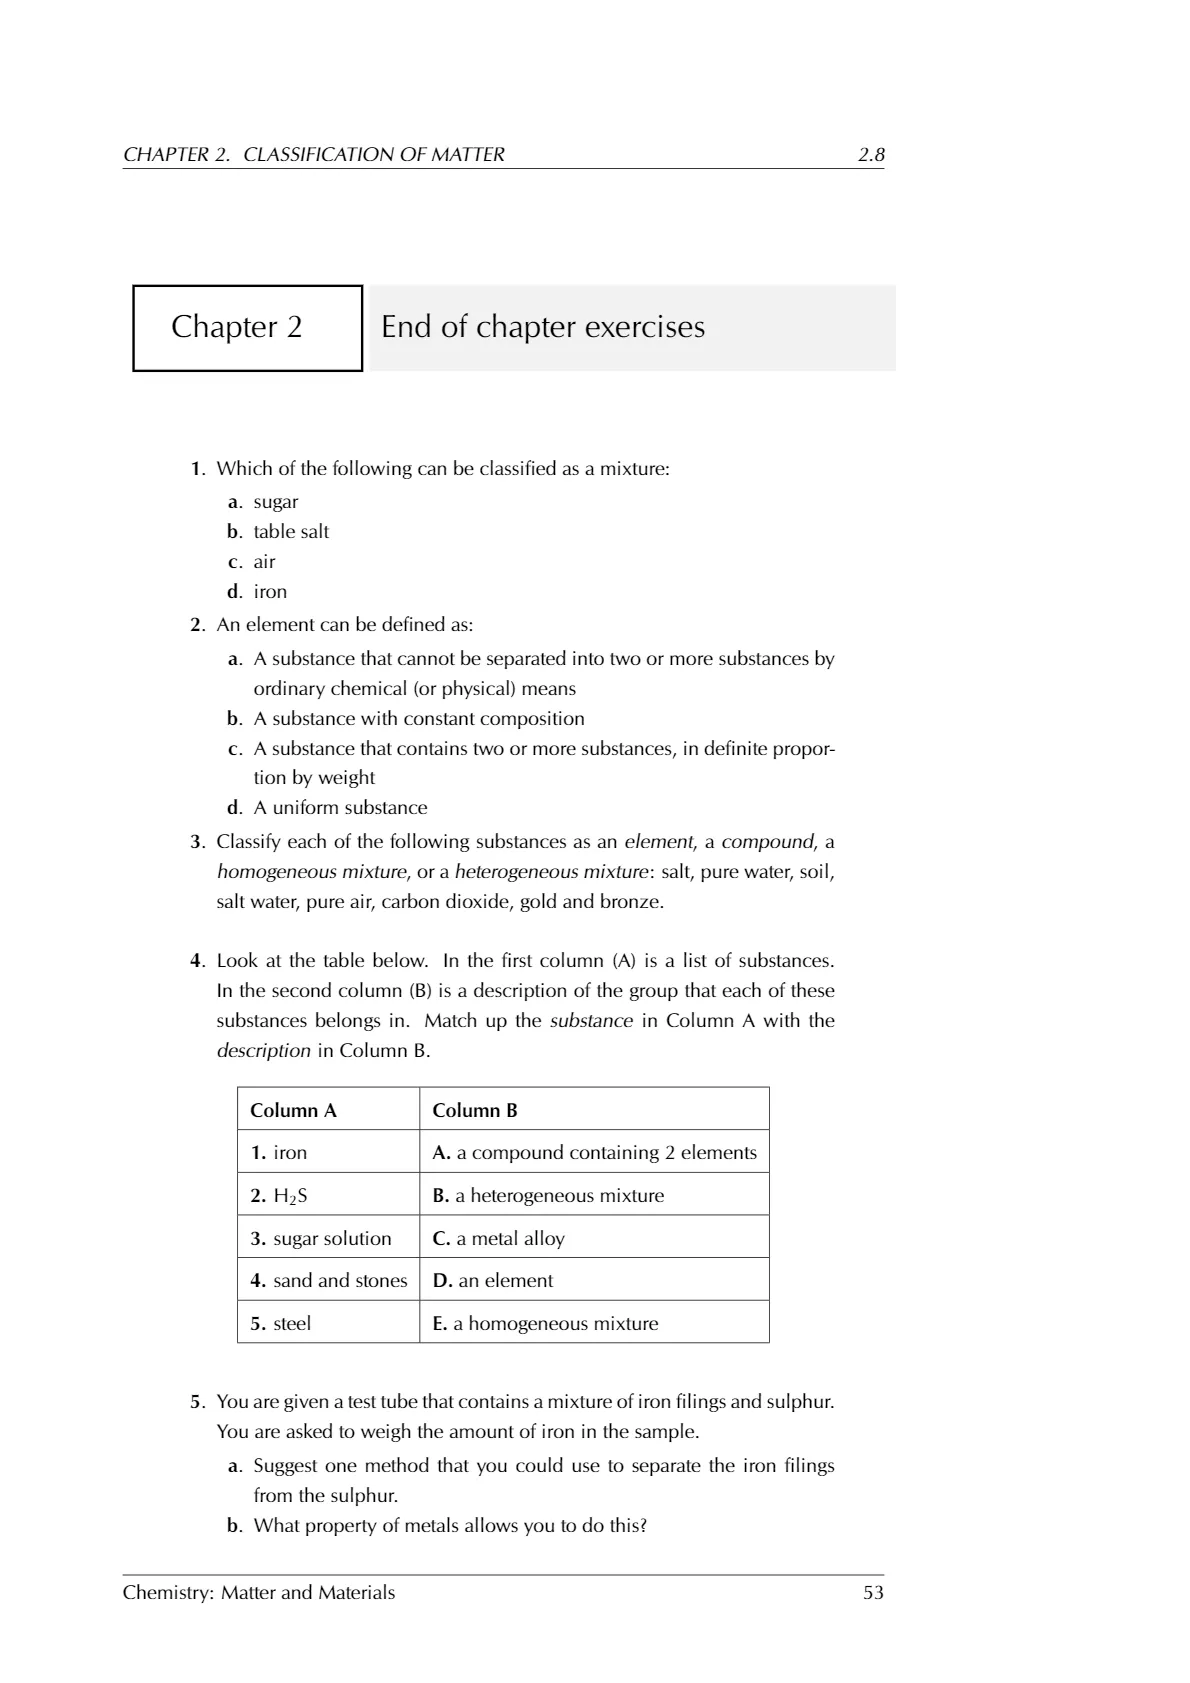 CHAPTER 2. CLASSIFICATION OF MATTER 2.8
Chapter 2 End of chapter exercises
1. Which of the following can be classified as a mixture:
a. sugar
b. table salt
c. air
d. iron
2. An element can be defined as:
a. A substance that cannot be separated into two or more substances by
ordinary chemical (or physical) means
b. A substance with constant composition
c. A substance that contains two or more substances, in definite propor-
tion by weight
d. A uniform substance
3. Classify each of the following substances as an element, a compound, a
homogeneous mixture, or a heterogeneous mixture: salt, pure water, soil,
salt water, pure air, carbon dioxide, gold and bronze.
4. Look at the table below. In the first column (A) is a list of substances.
In the second column (B) is a description of the group that each of these
substances belongs in. Match up the substance in Column A with the
description in Column B.
Column A Column B
1. iron A. a compound containing 2 elements
2. H₂S B. a heterogeneous mixture
3. sugar solution C. a metal alloy
4. sand and stones D. an element
5. steel E. a homogeneous mixture
5. You are given a test tube that contains a mixture of iron filings and sulphur.
You are asked to weigh the amount of iron in the sample.
a. Suggest one method that you could use to separate the iron filings
from the sulphur.
b. What property of metals allows you to do this?
Chemistry: Matter and Materials 53